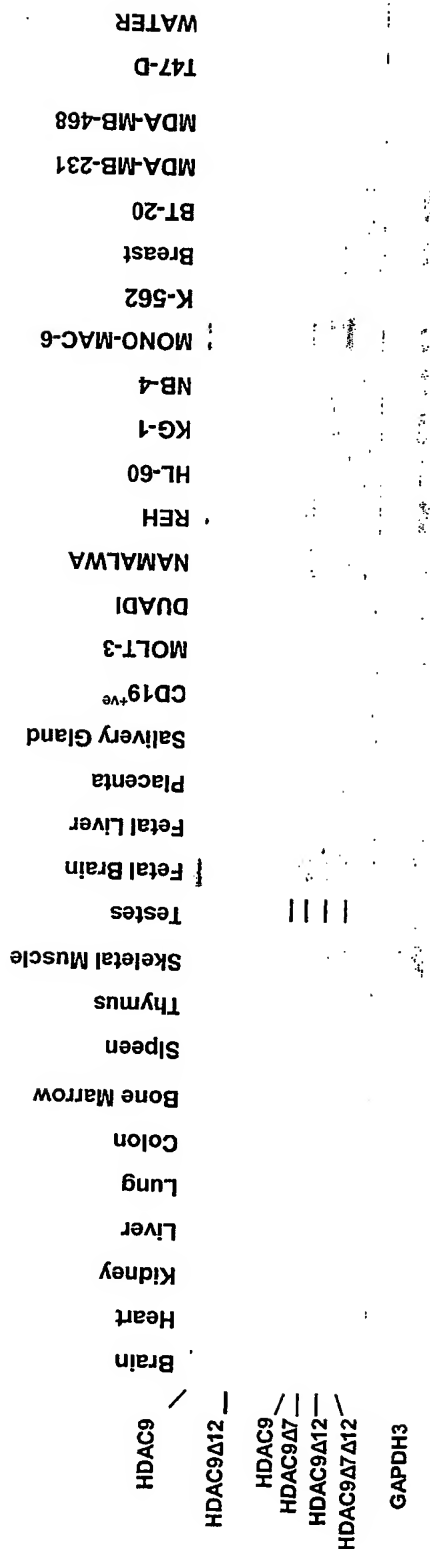 Brain
Heart
Kidney
Liver
Lung
Colon
Bone Marrow
Slpeen
Thymus
Skeletal Muscle
Testes
Fetal Brain
Fetal Liver
Placenta
Salivery Gland
CD19+ve
MOLT-3
DUADI
NAMALWA
REH
HL-60
KG-1
NB-4
MONO-MAC-6
K-562
Breast
BT-20
MDA-MB-231
MDA-MB-468
T47-D
WATER
HDAC9
HDAC9Δ12
HDAC9
HDAC9Δ7
HDAC9Δ12
HDAC9Δ7Δ12
GAPDH3